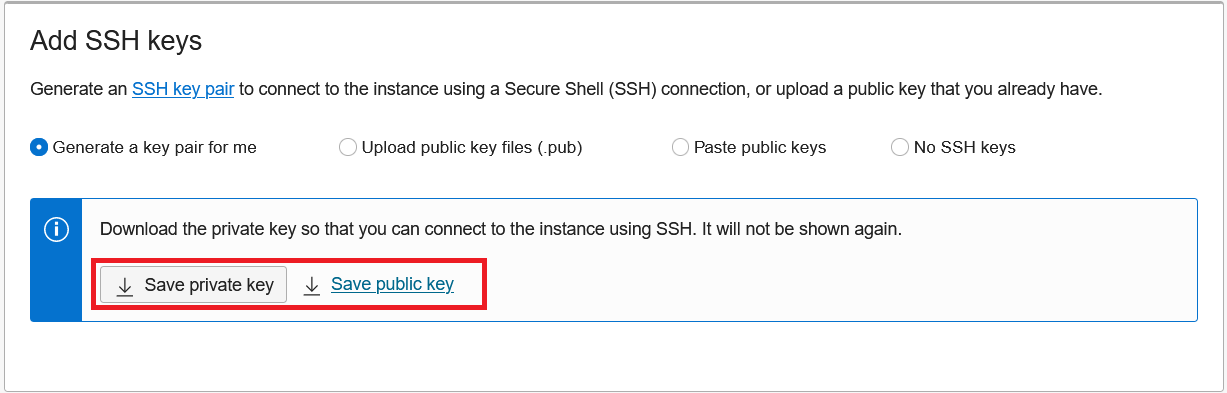 Add SSH keys
Generate an SSH key pair to connect to the instance using a Secure Shell (SSH) connection, or upload a public key that you already have.
Generate a key pair for me Upload public key files (.pub) Paste public keys No SSH keys
Download the private key so that you can connect to the instance using SSH. It will not be shown again.
Save private key Save public key